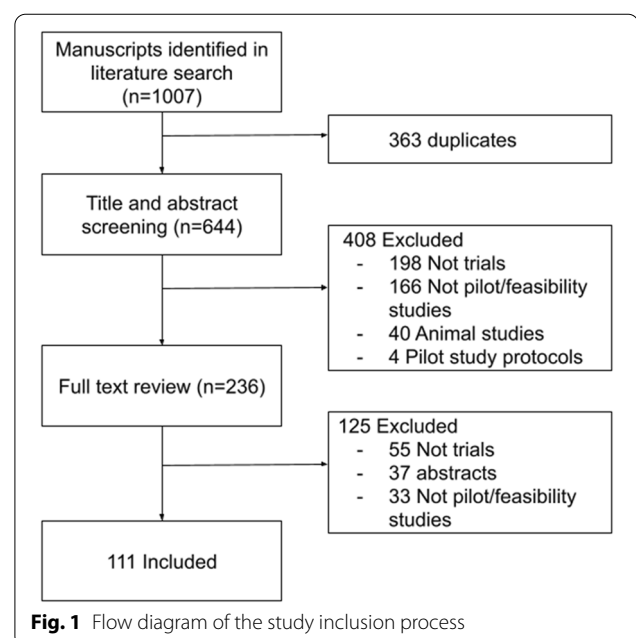 Manuscripts identified in
literature search
(n=1007)
363 duplicates
Title and abstract
screening (n=644)
408 Excluded
- 198 Not trials
- 166 Not pilot/feasibility
studies
- 40 Animal studies
- 4 Pilot study protocols
Full text review (n=236)
125 Excluded
- 55 Not trials
- 37 abstracts
- 33 Not pilot/feasibility
studies
111 Included
Fig. 1 Flow diagram of the study inclusion process